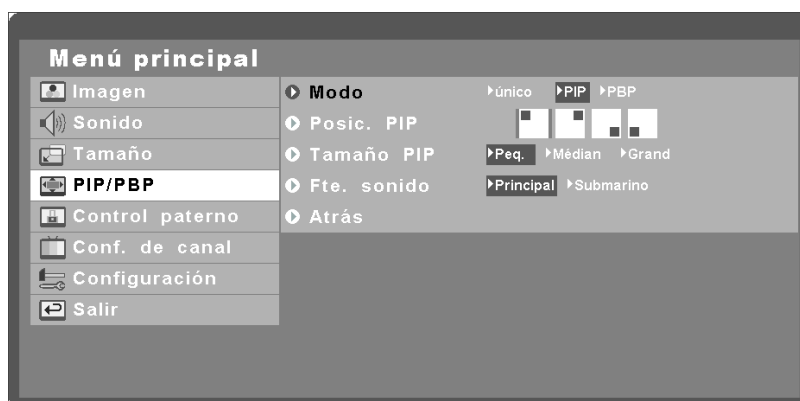 Menú principal
Imagen
Modo
único PIP PBP
Sonido
Posic. PIP
Tamaño
Tamaño PIP
Peq. Médian Grand
PIP/PBP
Fte. sonido
Principal Submarino
Control paterno
Atrás
Conf. de canal
Configuración
Salir